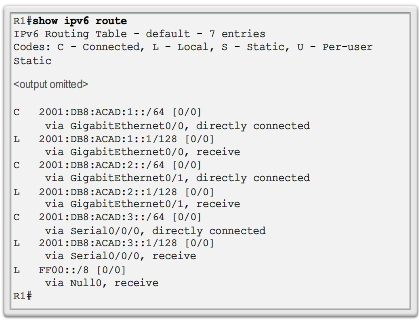 R1#show ipv6 route
IPv6 Routing Table - default - 7 entries
Codes: C - Connected, L - Local, S - Static, U - Per-user
Static
<output omitted>
C   2001:DB8:ACAD:1::/64 [0/0]
     via GigabitEthernet0/0, directly connected
L   2001:DB8:ACAD:1::1/128 [0/0]
     via GigabitEthernet0/0, receive
C   2001:DB8:ACAD:2::/64 [0/0]
     via GigabitEthernet0/1, directly connected
L   2001:DB8:ACAD:2::1/128 [0/0]
     via GigabitEthernet0/1, receive
C   2001:DB8:ACAD:3::/64 [0/0]
     via Serial0/0/0, directly connected
L   2001:DB8:ACAD:3::1/128 [0/0]
     via Serial0/0/0, receive
L   FF00::/8 [0/0]
     via Null0, receive
R1#